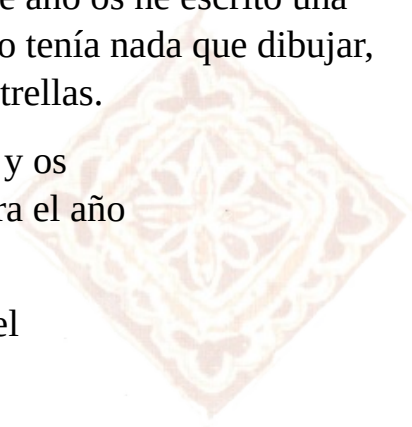 e año os he escrito una
o tenía nada que dibujar,
trellas.
y os
ra el año
el